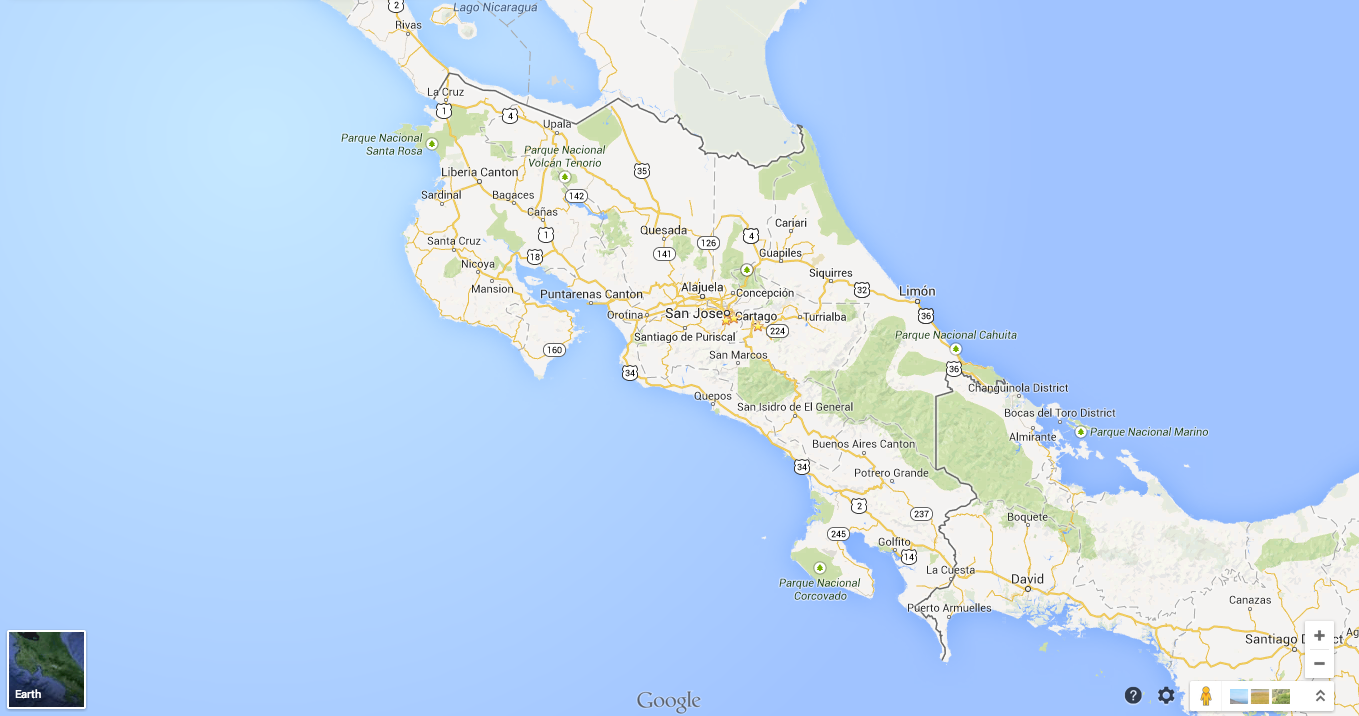 2
Lago Nicaragua
Rivas
La Cruz
1
4
Upala
Parque Nacional
Santa Rosa
Parque Nacional
Volcán Tenorio
35
Liberia Canton
Sardinal
Bagaces
142
Cañas
Cariari
Santa Cruz
1
Quesada
126
4
18
141
Guapiles
Nicoya
Siquirres
Mansion
Puntarenas Canton
Alajuela
Concepción
32
Limón
Orotina
San Jose
Cartago
Turrialba
36
Santiago de Puriscal
224
Parque Nacional Cahuita
160
San Marcos
34
36
Changuinola District
Quepos
San Isidro de El General
Bocas del Toro District
Almirante
Parque Nacional Marino
Buenos Aires Canton
34
Potrero Grande
2
237
Boquete
245
Golfito
14
La Cuesta
Parque Nacional
Corcovado
David
Canazas
Puerto Armuelles
Santiago D
ct
Ag
+
−
Earth
Google
?